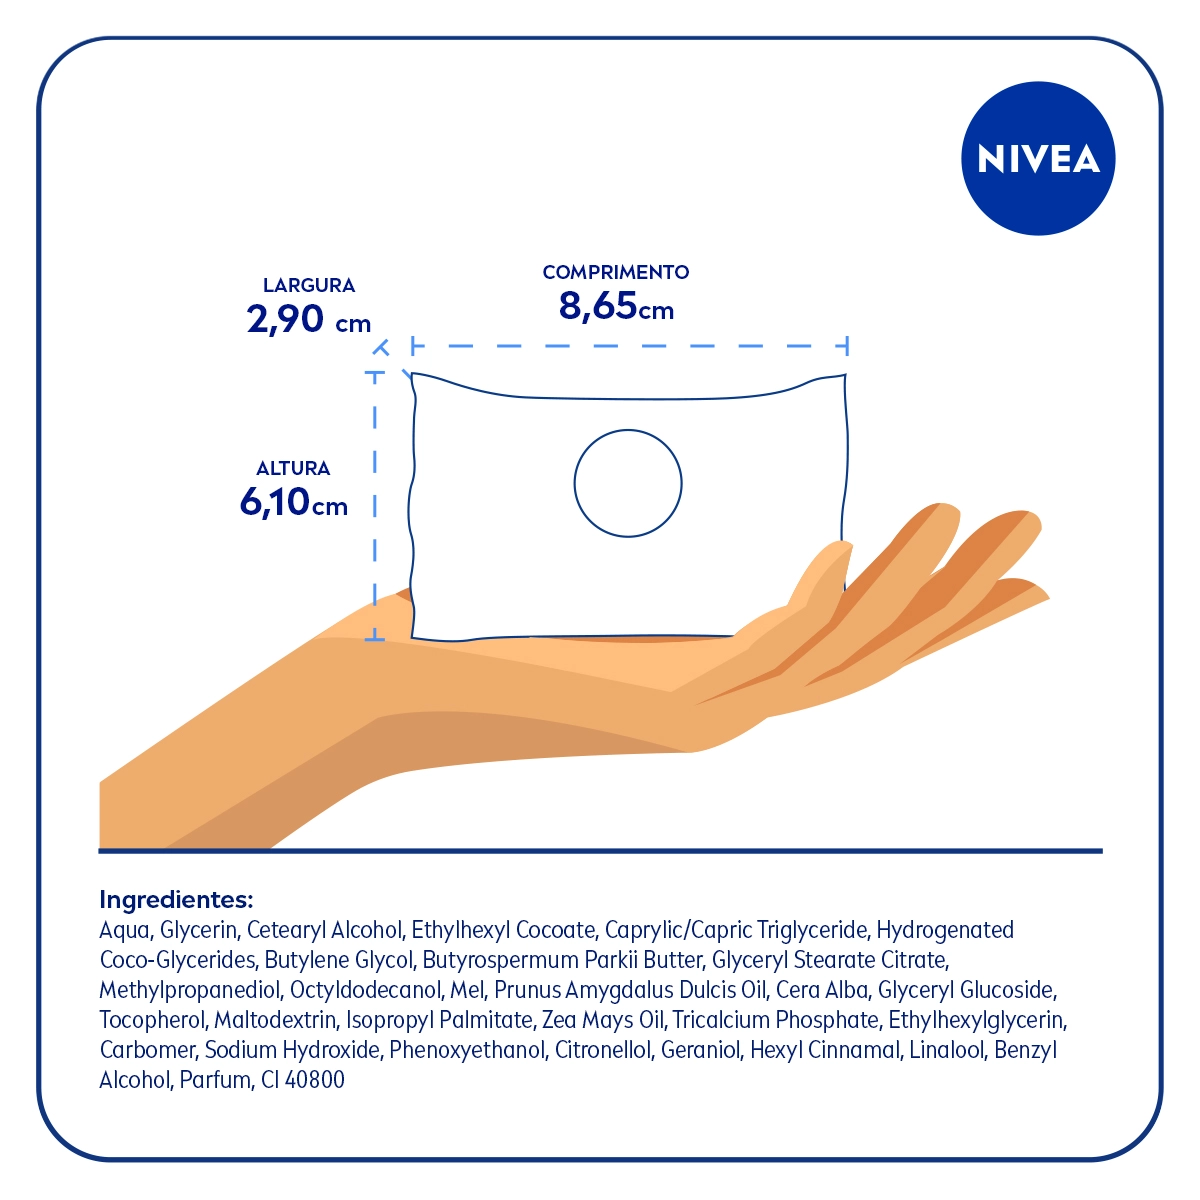 NIVEA
LARGURA
2,90 cm
COMPRIMENTO
8,65cm
ALTURA
6,10cm
Ingredientes:
Aqua, Glycerin, Cetearyl Alcohol, Ethylhexyl Cocoate, Caprylic/Capric Triglyceride, Hydrogenated
Coco-Glycerides, Butylene Glycol, Butyrospermum Parkii Butter, Glyceryl Stearate Citrate,
Methylpropanediol, Octyldodecanol, Mel, Prunus Amygdalus Dulcis Oil, Cera Alba, Glyceryl Glucoside,
Tocopherol, Maltodextrin, Isopropyl Palmitate, Zea Mays Oil, Tricalcium Phosphate, Ethylhexylglycerin,
Carbomer, Sodium Hydroxide, Phenoxyethanol, Citronellol, Geraniol, Hexyl Cinnamal, Linalool, Benzyl
Alcohol, Parfum, CI 40800